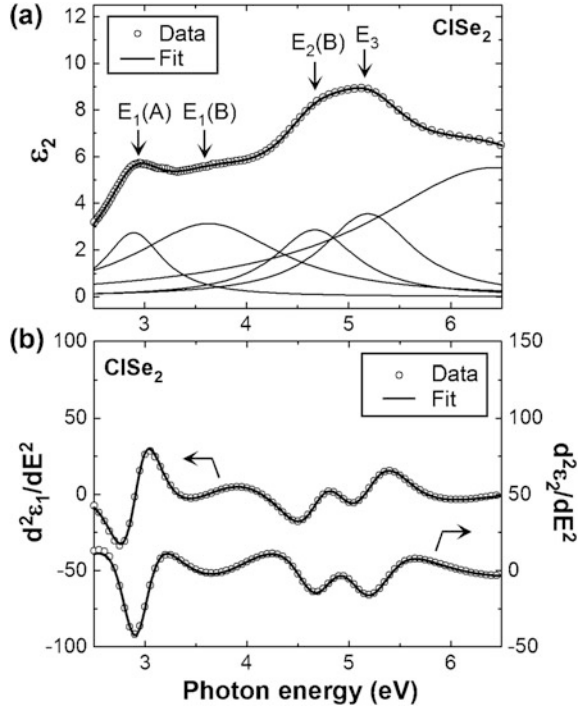 (a)
Data
Fit
E₂(B) E₃
CISe₂
E₁(A) E₁(B)
ε₂
12
10
8
6
4
2
0
3 4 5 6
(b)
CISe₂
Data
Fit
d²ε₁/dE²
100
50
0
-50
-100
150
100
50
0
-50
d²ε₂/dE²
3 4 5 6
Photon energy (eV)